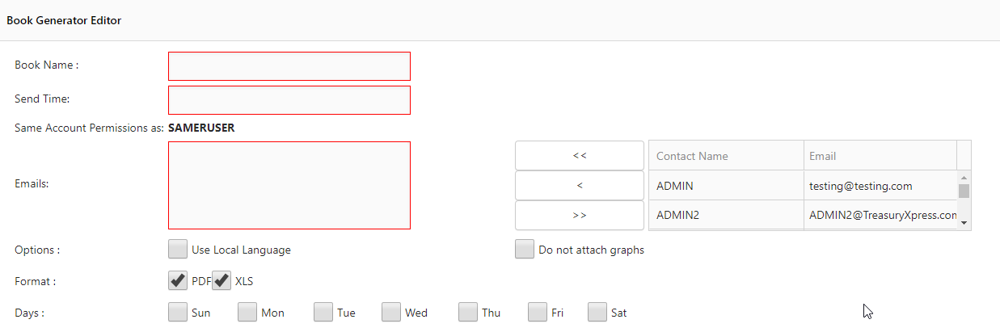 Book Generator Editor
Book Name :
Send Time:
Same Account Permissions as: SAMERUSER
Emails:
<<
<
>>
Contact Name Email
ADMIN testing@testing.com
ADMIN2 ADMIN2@TreasuryXpress.com
Options : Use Local Language Do not attach graphs
Format : PDF XLS
Days : Sun Mon Tue Wed Thu Fri Sat